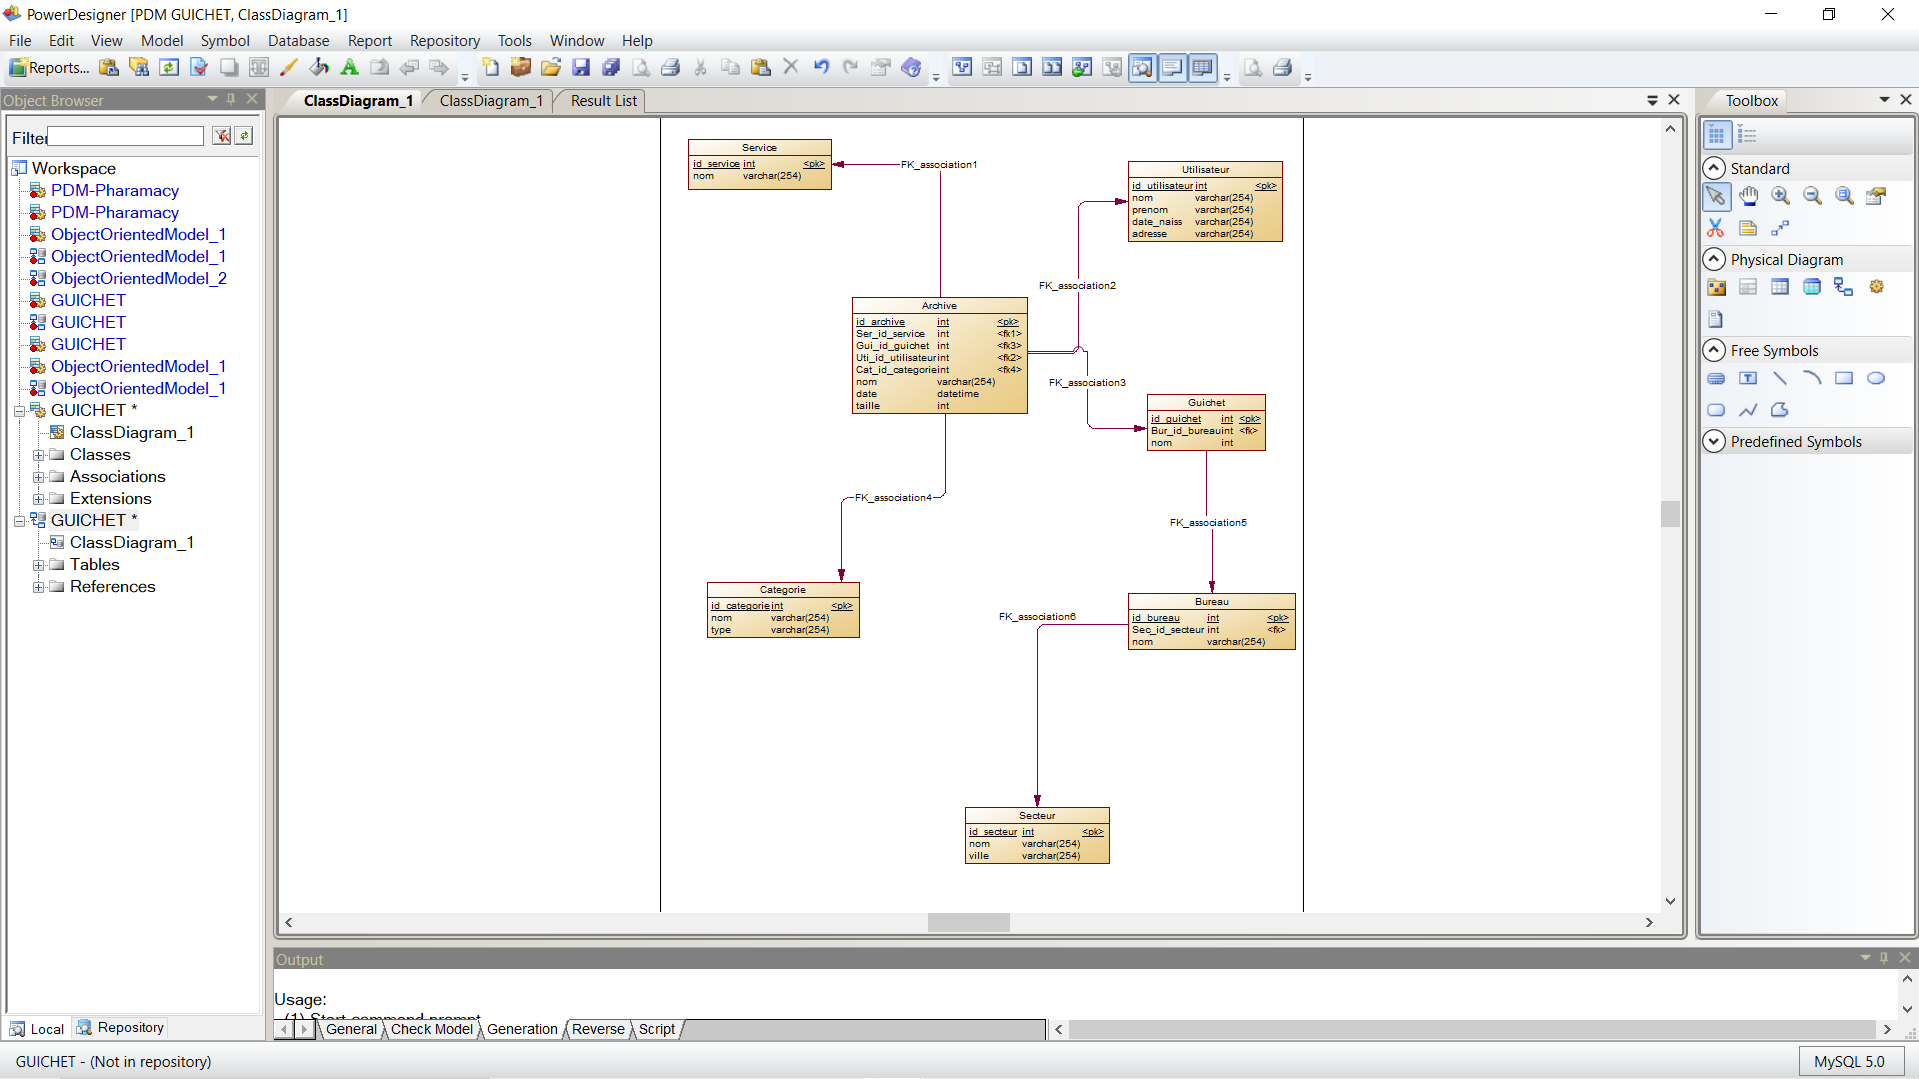 PowerDesigner [PDM GUICHET, ClassDiagram_1]
File Edit View Model Symbol Database Report Repository Tools Window Help
Reports...
Object Browser
Filter
Workspace
PDM-Pharamacy
PDM-Pharamacy
ObjectOrientedModel_1
ObjectOrientedModel_1
ObjectOrientedModel_2
GUICHET
GUICHET
GUICHET
ObjectOrientedModel_1
ObjectOrientedModel_1
GUICHET *
ClassDiagram_1
Classes
Associations
Extensions
GUICHET *
ClassDiagram_1
Tables
References
Local Repository
ClassDiagram_1 ClassDiagram_1 Result List
Service
id_service int <pk>
nom varchar(254)
FK_association1
Utilisateur
id_utilisateur int <pk>
nom varchar(254)
prenom varchar(254)
date_naiss varchar(254)
adresse varchar(254)
FK_association2
Archive
id_archive int <pk>
Ser_id_service int <fk1>
Gui_id_guichet int <fk3>
Uti_id_utilisateur int <fk2>
Cat_id_categorie int <fk4>
nom varchar(254)
date datetime
taille int
FK_association3
Guichet
id_guichet int <pk>
Bur_id_bureau int <fk>
nom int
FK_association4
FK_association5
Categorie
id_categorie int <pk>
nom varchar(254)
type varchar(254)
Bureau
id_bureau int <pk>
Sec_id_secteur int <fk>
nom varchar(254)
FK_association6
Secteur
id_secteur int <pk>
nom varchar(254)
ville varchar(254)
Toolbox
Standard
Physical Diagram
Free Symbols
Predefined Symbols
Output
Usage:
(1) Start command prompt
General Check Model Generation Reverse Script
GUICHET - (Not in repository)
MySQL 5.0